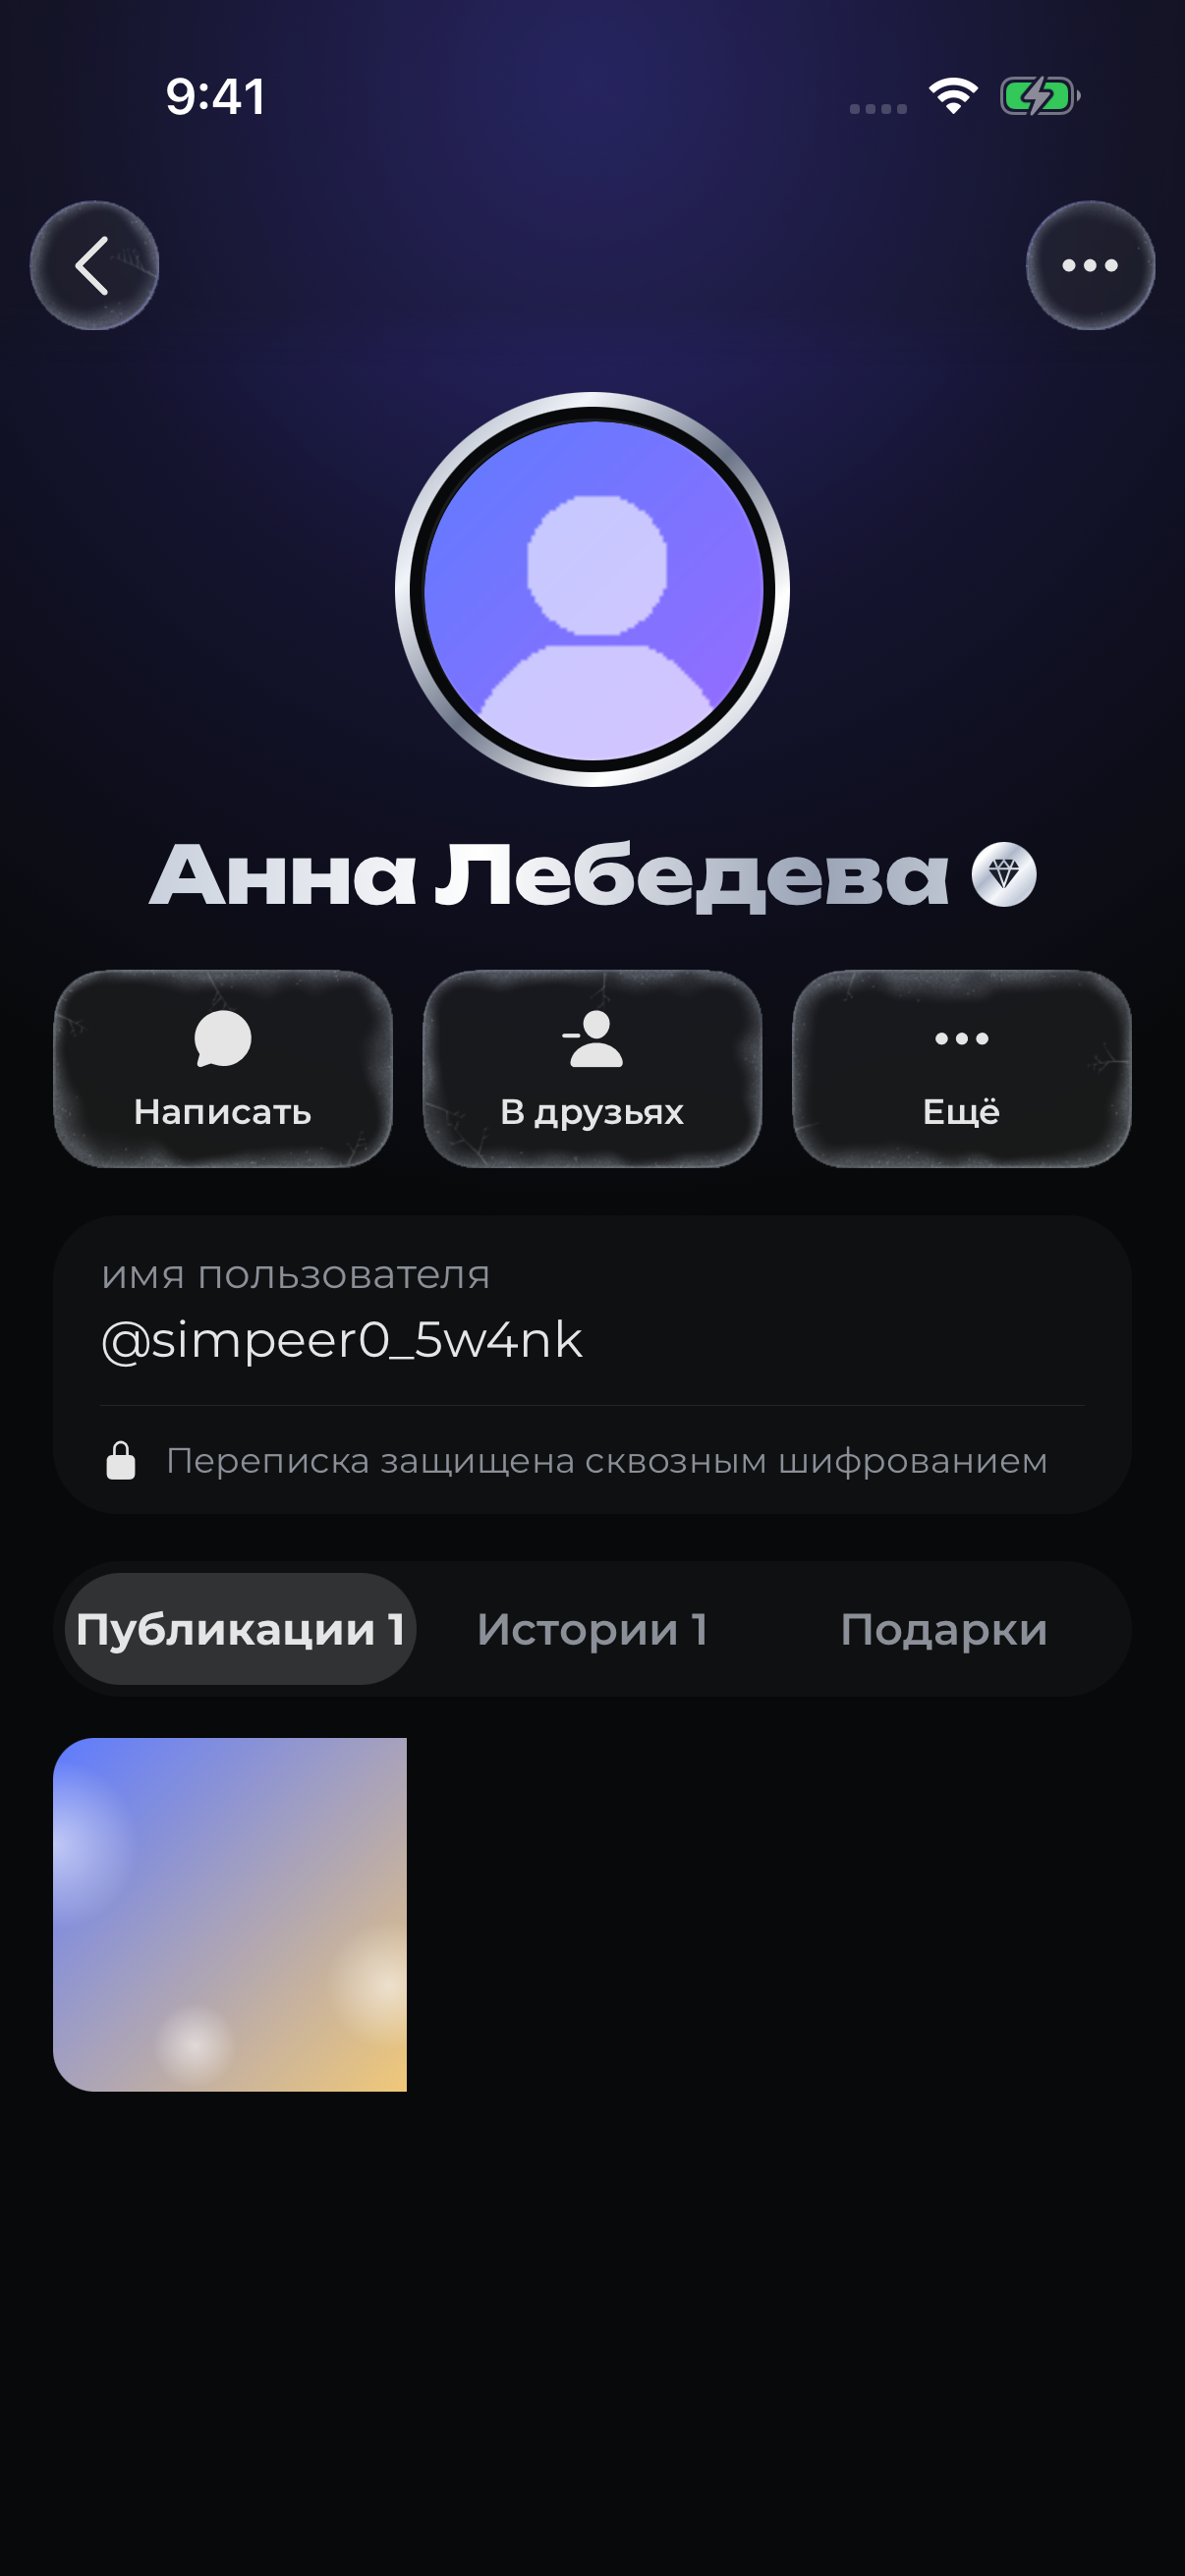 9:41
Анна Лебедева
Написать
В друзьях
Ещё
имя пользователя
@simpeer0_5w4nk
Переписка защищена сквозным шифрованием
Публикации 1
Истории 1
Подарки